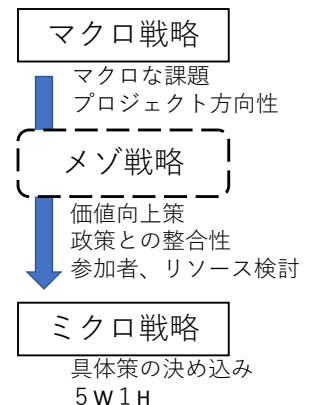 マクロ戦略
マクロな課題
プロジェクト方向性
メゾ戦略
価値向上策
政策との整合性
参加者、リソース検討
ミクロ戦略
具体策の決め込み
５W１H